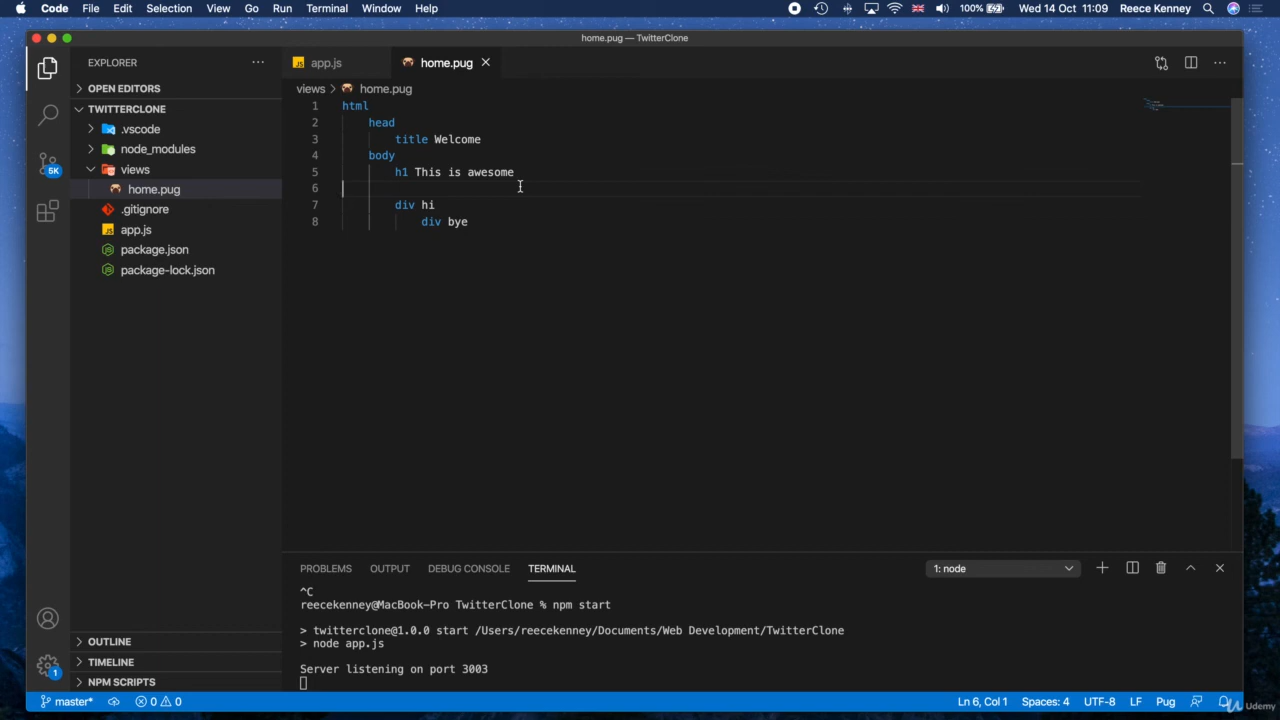 Code File Edit Selection View Go Run Terminal Window Help 100% Wed 14 Oct 11:09 Reece Kenney
home.pug — TwitterClone
EXPLORER
JS app.js home.pug
OPEN EDITORS
views > home.pug
TWITTERCLONE
.vscode
node_modules
views
home.pug
.gitignore
JS app.js
package.json
package-lock.json
1 html
2 head
3 title Welcome
4 body
5 h1 This is awesome
6
7 div hi
8 div bye
5K
PROBLEMS OUTPUT DEBUG CONSOLE TERMINAL 1: node
^C
reecekenney@MacBook-Pro TwitterClone % npm start
> twitterclone@1.0.0 start /Users/reecekenney/Documents/Web Development/TwitterClone
> node app.js
Server listening on port 3003
OUTLINE
TIMELINE
NPM SCRIPTS
1
master* 0 0 Ln 6, Col 1 Spaces: 4 UTF-8 LF Pug
Udemy